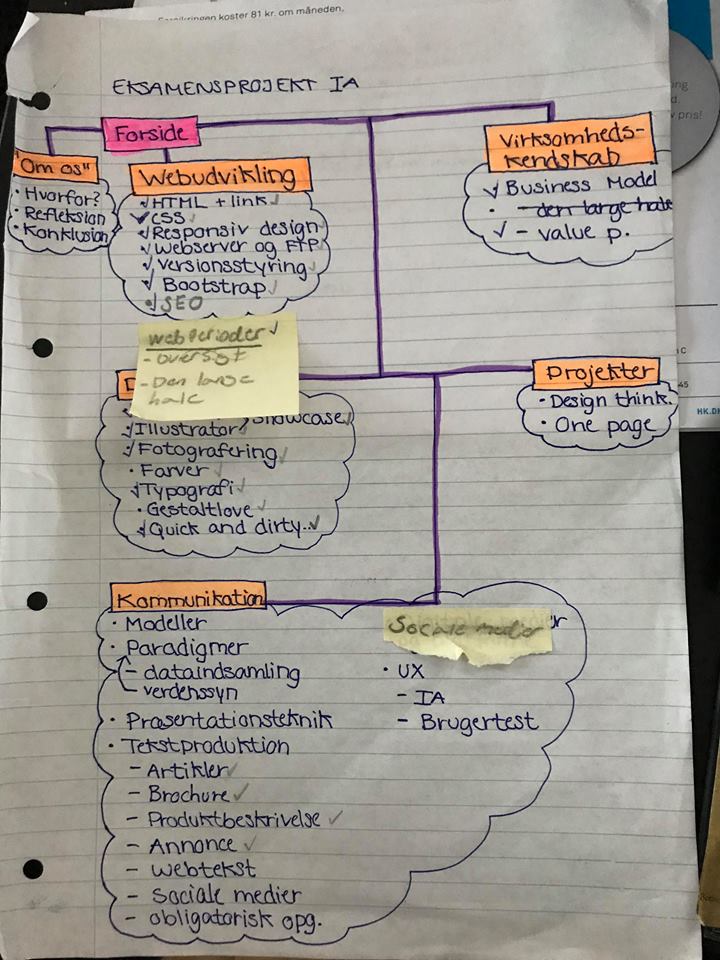 Forsikringen koster 81 kr. om måneden,
EKSAMENSPROJEKT IA
Forside
"Om os"
• Hvorfor?
• Refleksion
• Konklusion
Webudvikling
✓ HTML + link ✓
✓ CSS
✓ Responsiv design
✓ Webserver og FTP
✓ Versionsstyring ✓
✓ Bootstrap ✓
✓ SEO
Virksomheds-
kendskab
✓ Business Model
• – den lange hale
✓ – value p.
pris!
webperioder ✓
- oversigt
- Den lange
hale
D
Showcase
✓ Illustrator
✓ Fotografering ✓
• Farver ✓
✓ Typografi ✓
• Gestaltlove ✓
✓ Quick and dirty.. ✓
Projekter
• Design think.
• One page
45
HK.D
Kommunikation
• Modeller
• Paradigmer
- dataindsamling
- verdenssyn
• Præsentationsteknik
• Tekstproduktion
- Artikler ✓
- Brochure ✓
- Produktbeskrivelse ✓
- Annonce ✓
- Webtekst
- Sociale medier
- obligatorisk opg.
Sociale medier
• UX
- IA
- Brugertest